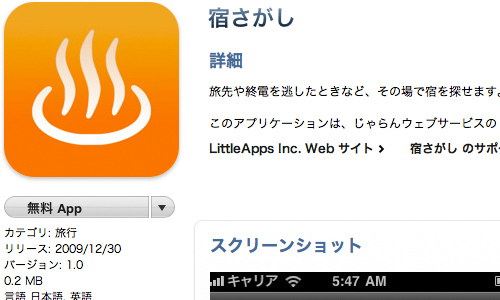 宿さがし
詳細
旅先や終電を逃したときなど、その場で宿を探せます。
このアプリケーションは、じゃらんウェブサービスの
LittleApps Inc. Web サイト
宿さがし のサポ
無料 App
カテゴリ: 旅行
リリース: 2009/12/30
バージョン: 1.0
0.2 MB
言語 日本語, 英語
スクリーンショット
キャリア 5:47 AM